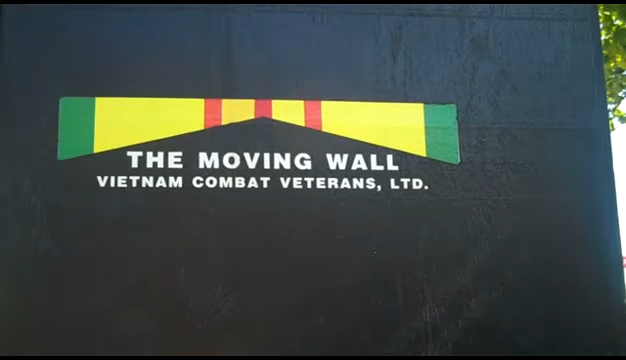 THE MOVING WALL
VIETNAM COMBAT VETERANS, LTD.